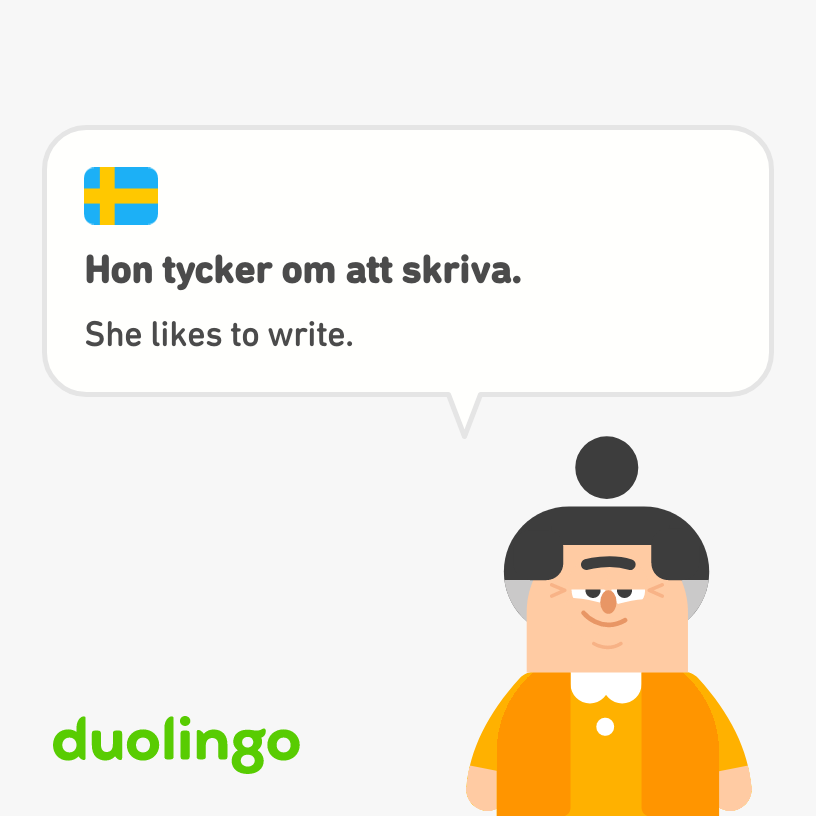 Hon tycker om att skriva.
She likes to write.
duolingo